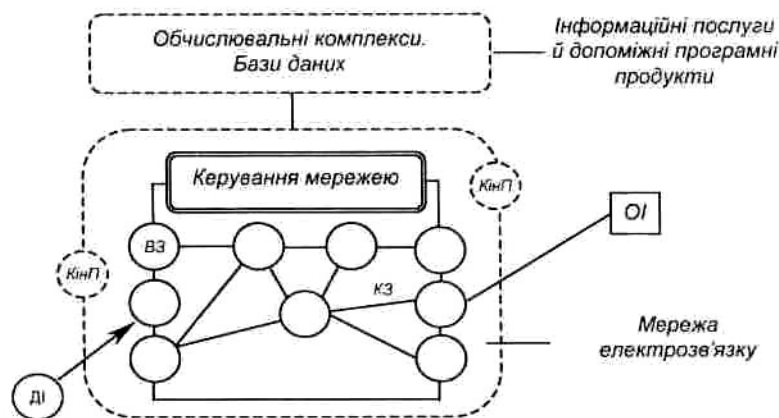 Обчислювальні комплекси.
Бази даних
Інформаційні послуги
й допоміжні програмні
продукти
Керування мережею
КінП
ОІ
ВЗ
КінП
КЗ
Мережа
електрозв'язку
ДІ